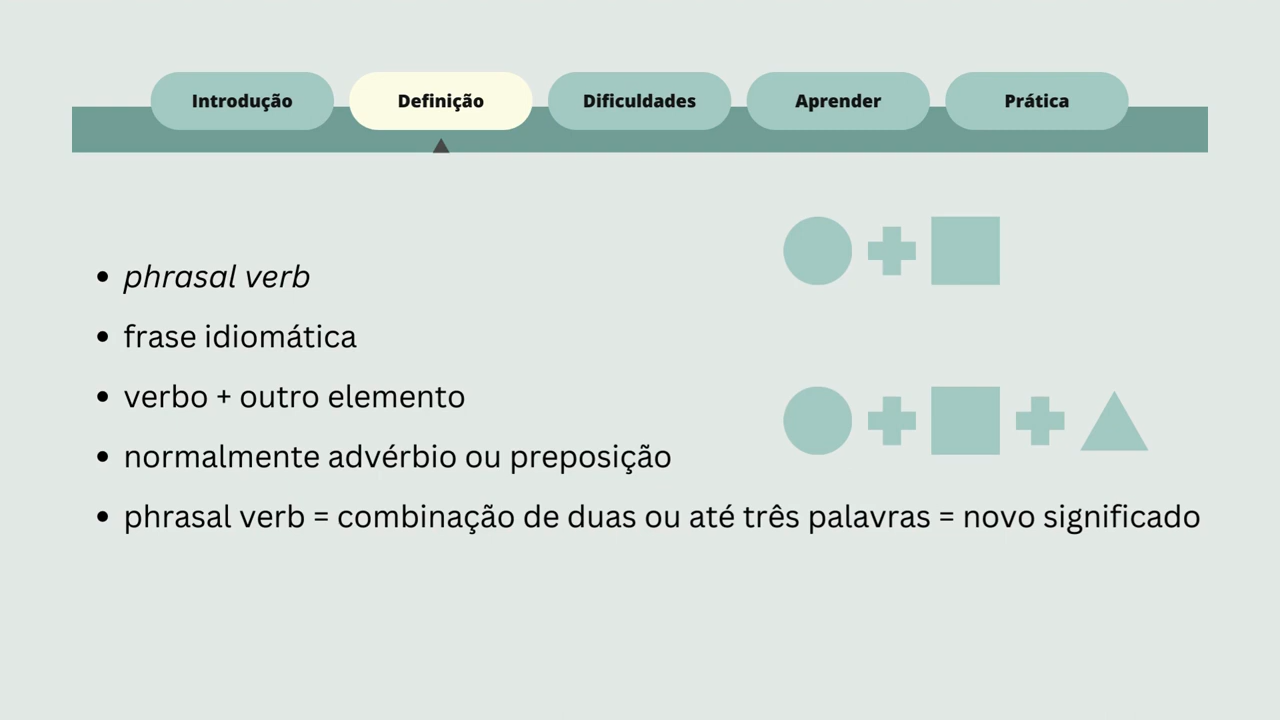 Introdução
Definição
Dificuldades
Aprender
Prática
phrasal verb
frase idiomática
verbo + outro elemento
normalmente advérbio ou preposição
phrasal verb = combinação de duas ou até três palavras = novo significado